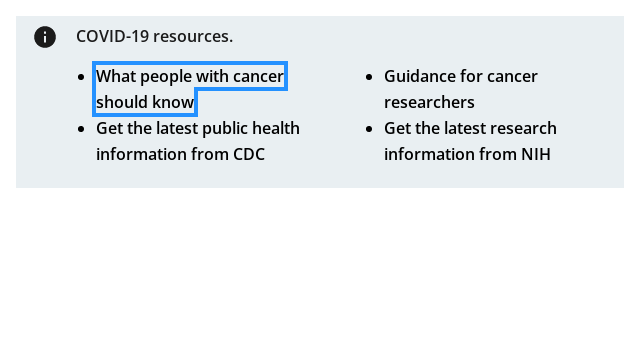 COVID-19 resources.
What people with cancer
should know
Get the latest public health
information from CDC
Guidance for cancer
researchers
Get the latest research
information from NIH